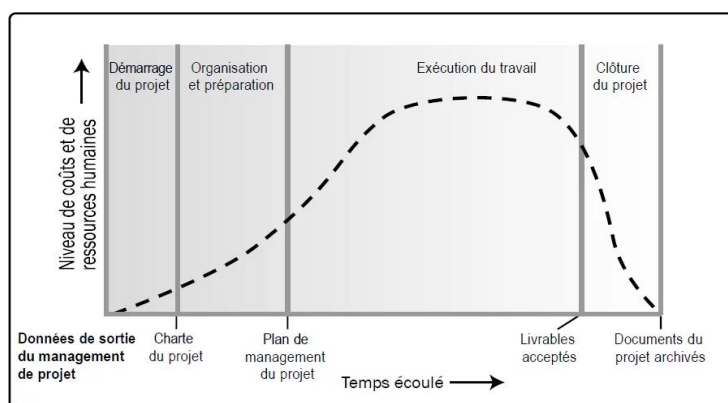 Démarrage
du projet
Organisation
et préparation
Exécution du travail
Clôture
du projet
Niveau de coûts et de
ressources humaines
Données de sortie
du management
de projet
Charte
du projet
Plan de
management
du projet
Livrables
acceptés
Documents du
projet archivés
Temps écoulé